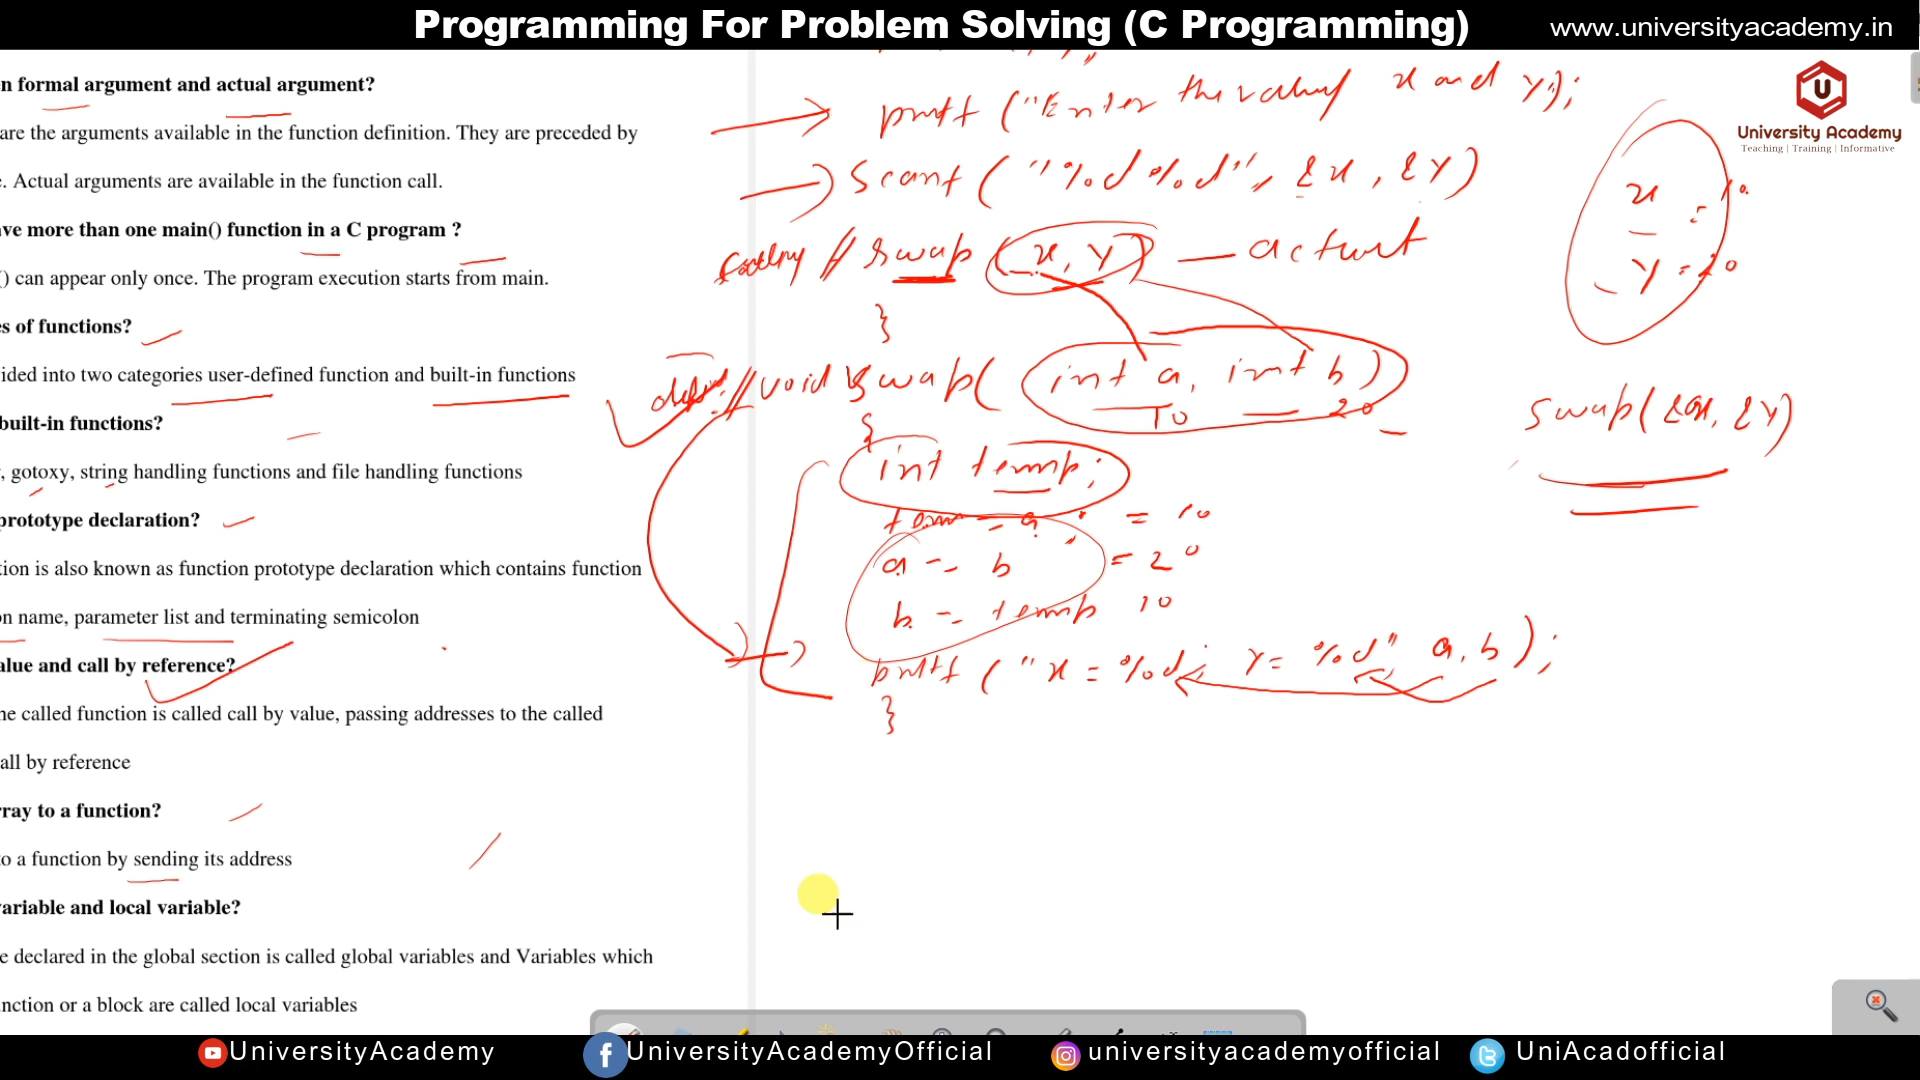 Programming For Problem Solving (C Programming)
www.universityacademy.in
n formal argument and actual argument?
are the arguments available in the function definition. They are preceded by
. Actual arguments are available in the function call.
ve more than one main() function in a C program ?
() can appear only once. The program execution starts from main.
es of functions?
ided into two categories user-defined function and built-in functions
built-in functions?
, gotoxy, string handling functions and file handling functions
prototype declaration?
tion is also known as function prototype declaration which contains function
on name, parameter list and terminating semicolon
alue and call by reference?
ne called function is called call by value, passing addresses to the called
all by reference
rray to a function?
to a function by sending its address
variable and local variable?
e declared in the global section is called global variables and Variables which
unction or a block are called local variables
printf ("Enter the value of x and y);
scanf ( "%d %d", &x, &y)
// swap (x, y) — actual
}
// void swap( int a, int b)
10 20
{
int temp;
temp = a ; = 10
a = b = 20
b = temp 10
printf ( "x = %d; y = %d" a, b );
}
x = 10
y = 20
swap( &x, &y)
U
University Academy
Teaching | Training | Informative
UniversityAcademy
UniversityAcademyOfficial
universityacademyofficial
UniAcadofficial